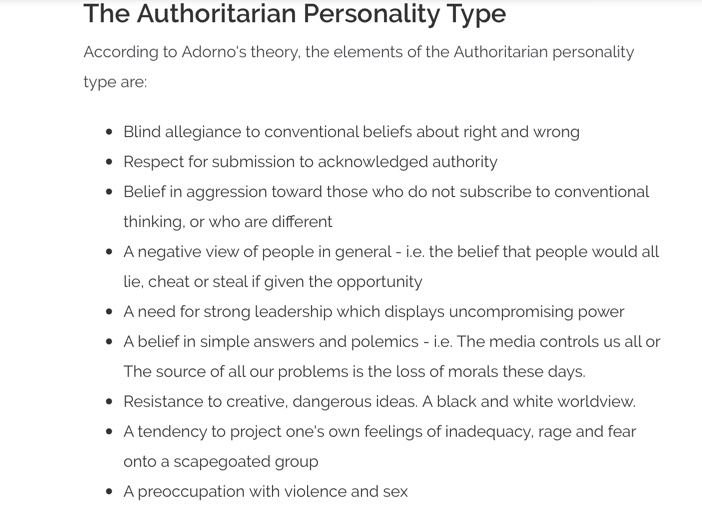 The Authoritarian Personality Type
According to Adorno's theory, the elements of the Authoritarian personality
type are:
• Blind allegiance to conventional beliefs about right and wrong
• Respect for submission to acknowledged authority
• Belief in aggression toward those who do not subscribe to conventional
thinking, or who are different
• A negative view of people in general - i.e. the belief that people would all
lie, cheat or steal if given the opportunity
• A need for strong leadership which displays uncompromising power
• A belief in simple answers and polemics - i.e. The media controls us all or
The source of all our problems is the loss of morals these days.
• Resistance to creative, dangerous ideas. A black and white worldview.
• A tendency to project one's own feelings of inadequacy, rage and fear
onto a scapegoated group
• A preoccupation with violence and sex